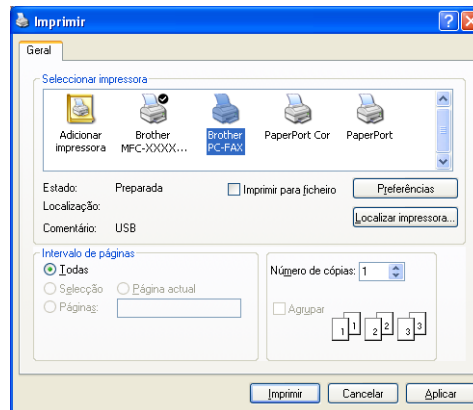 Imprimir
Geral
Seleccionar impressora
Adicionar impressora
Brother MFC-XXXX...
Brother PC-FAX
PaperPort Cor
PaperPort
Estado: Preparada
Imprimir para ficheiro
Preferências
Localização:
Localizar impressora...
Comentário: USB
Intervalo de páginas
Todas
Selecção
Página actual
Páginas:
Número de cópias: 1
Agrupar
1 1 2 2 3 3
Imprimir
Cancelar
Aplicar